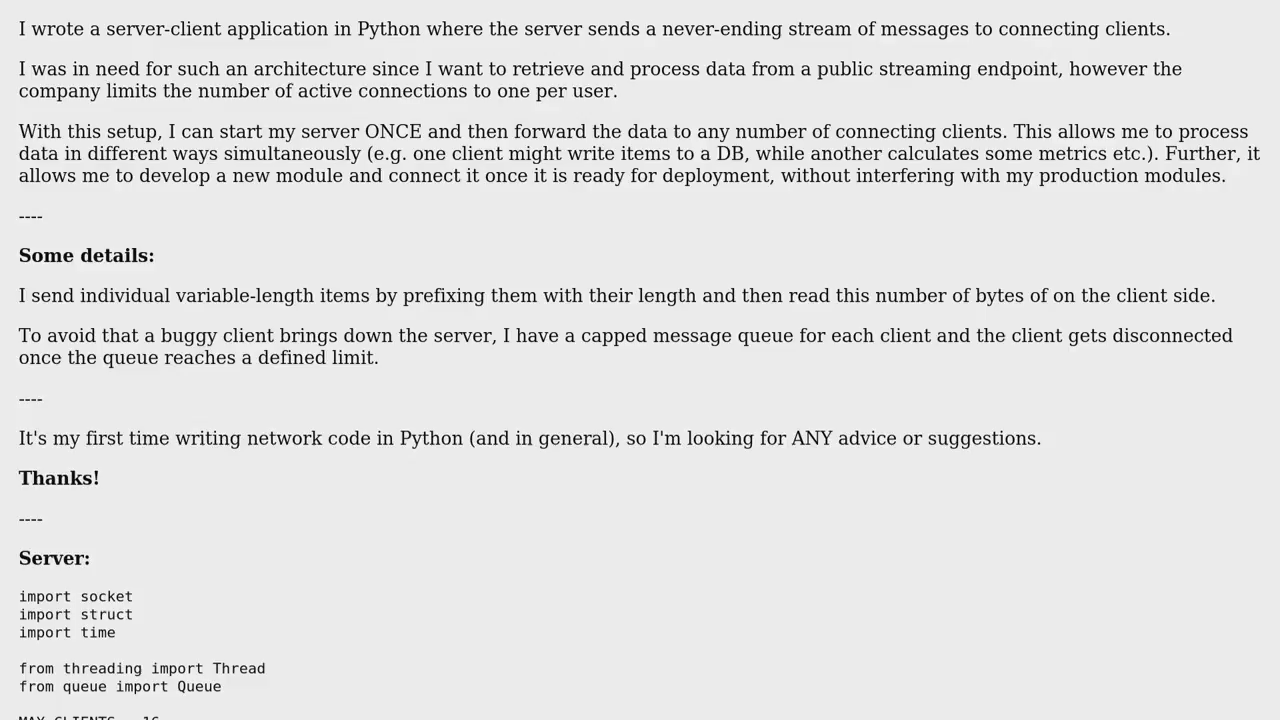 I wrote a server-client application in Python where the server sends a never-ending stream of messages to connecting clients.
I was in need for such an architecture since I want to retrieve and process data from a public streaming endpoint, however the
company limits the number of active connections to one per user.
With this setup, I can start my server ONCE and then forward the data to any number of connecting clients. This allows me to process
data in different ways simultaneously (e.g. one client might write items to a DB, while another calculates some metrics etc.). Further, it
allows me to develop a new module and connect it once it is ready for deployment, without interfering with my production modules.
----
Some details:
I send individual variable-length items by prefixing them with their length and then read this number of bytes of on the client side.
To avoid that a buggy client brings down the server, I have a capped message queue for each client and the client gets disconnected
once the queue reaches a defined limit.
----
It's my first time writing network code in Python (and in general), so I'm looking for ANY advice or suggestions.
Thanks!
----
Server:
import socket
import struct
import time
from threading import Thread
from queue import Queue
MAX_CLIENTS = 16